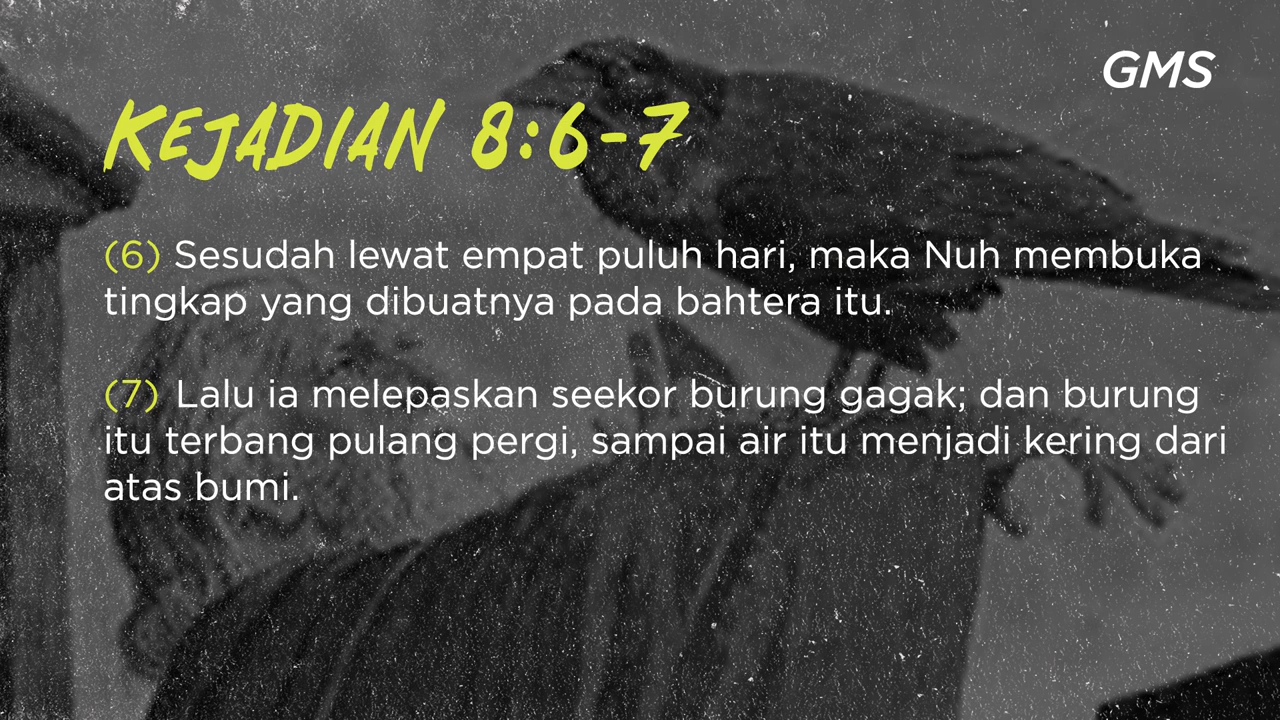 GMS
KEJADIAN 8:6-7
(6) Sesudah lewat empat puluh hari, maka Nuh membuka
tingkap yang dibuatnya pada bahtera itu.
(7) Lalu ia melepaskan seekor burung gagak; dan burung
itu terbang pulang pergi, sampai air itu menjadi kering dari
atas bumi.